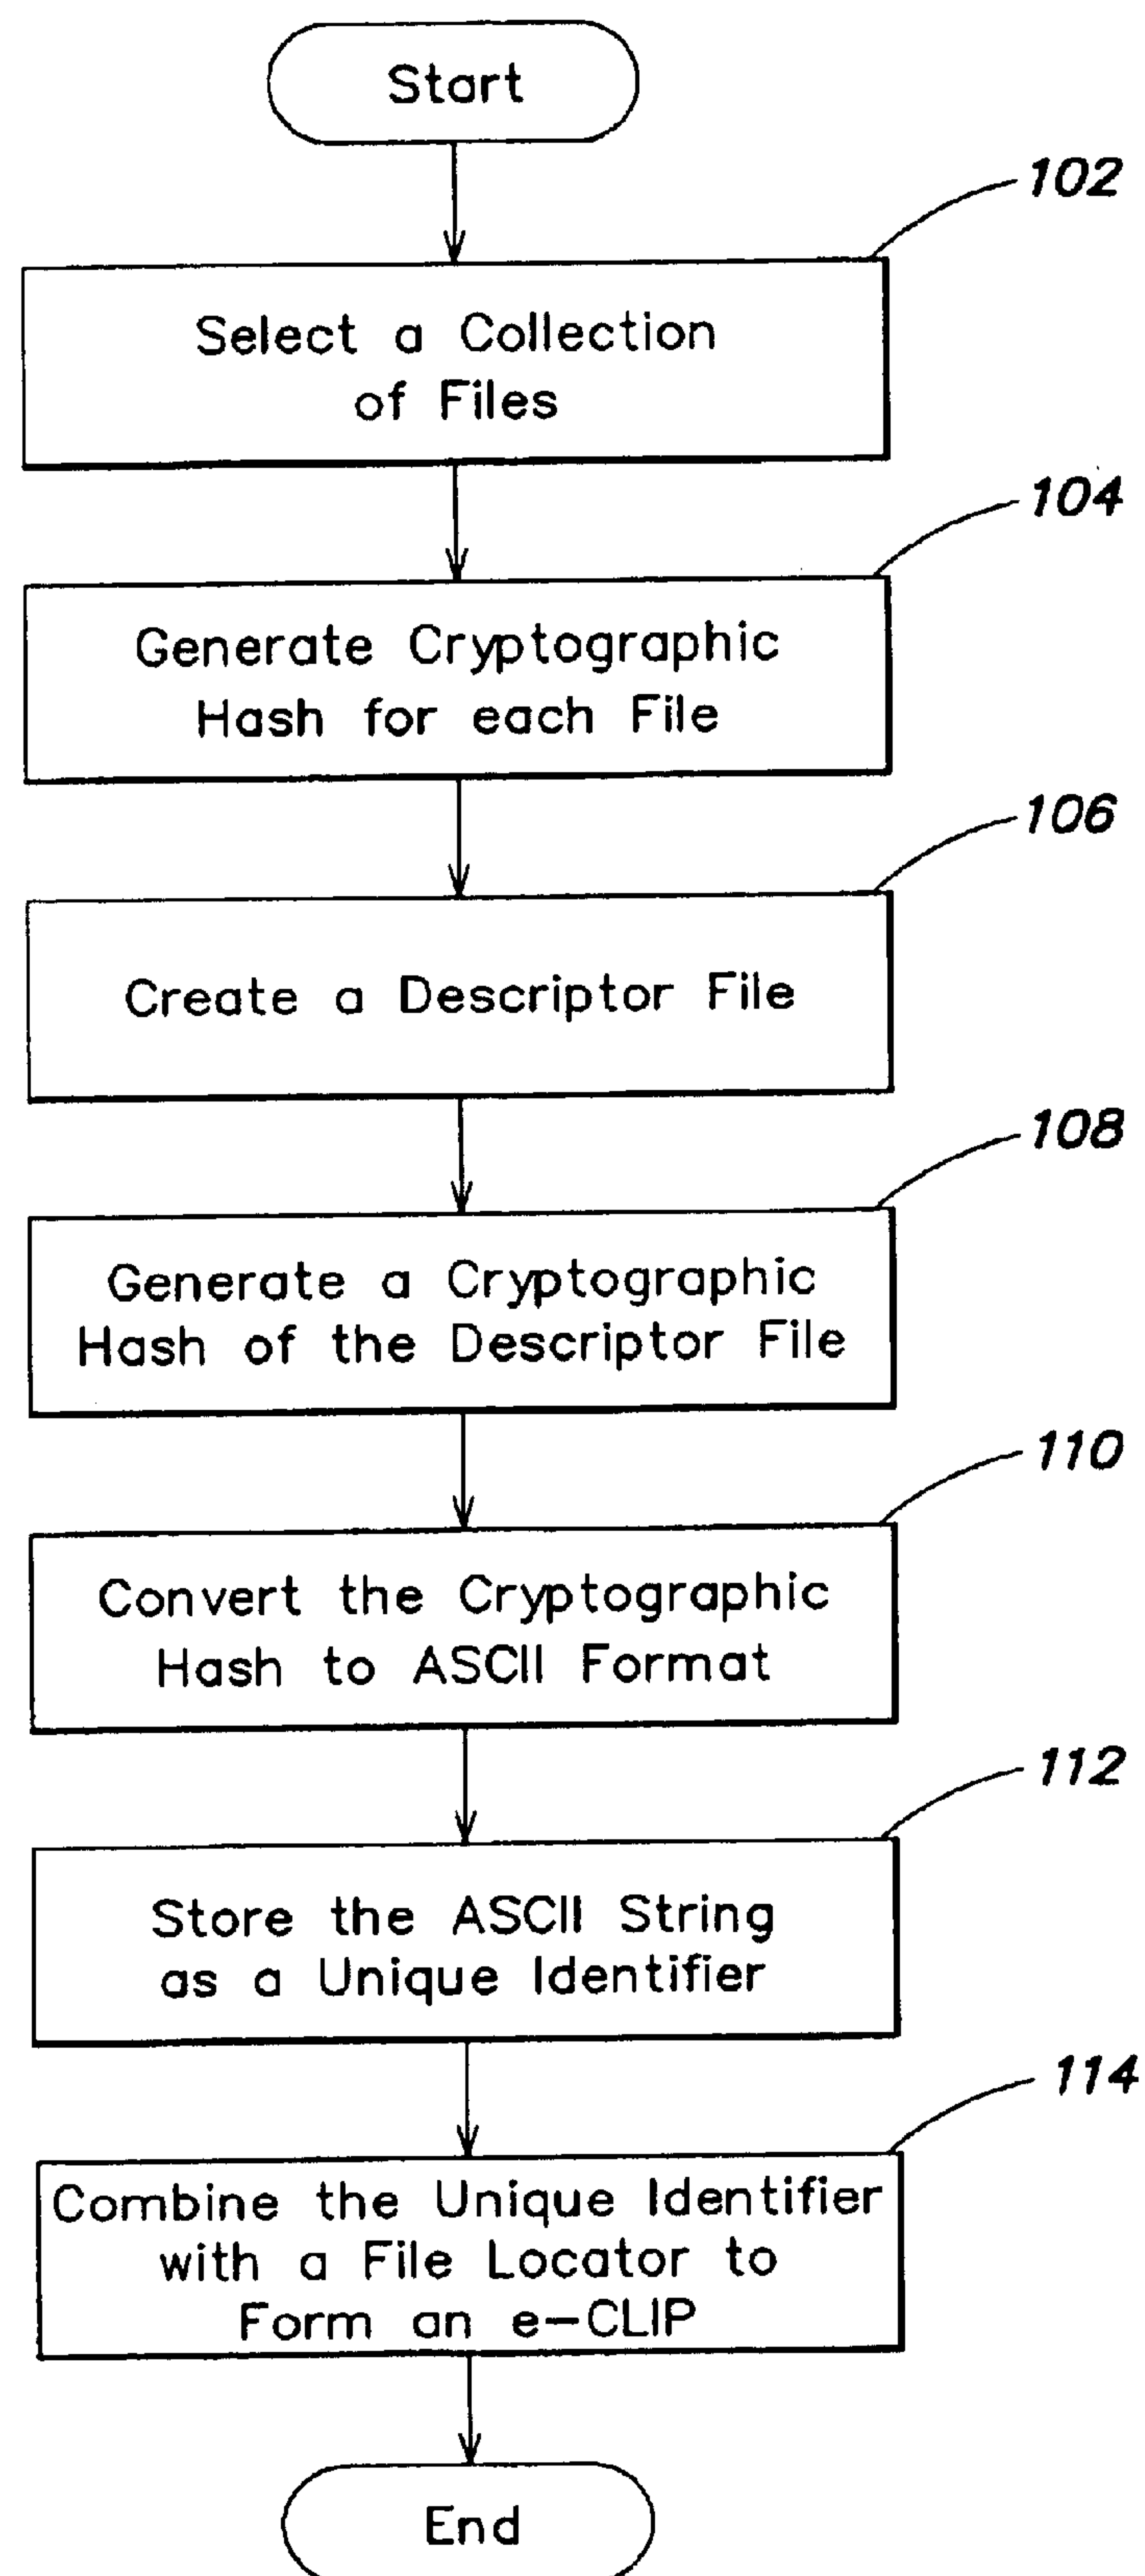 Start
102
Select a Collection
of Files
104
Generate Cryptographic
Hash for each File
106
Create a Descriptor File
108
Generate a Cryptographic
Hash of the Descriptor File
110
Convert the Cryptographic
Hash to ASCII Format
112
Store the ASCII String
as a Unique Identifier
114
Combine the Unique Identifier
with a File Locator to
Form an e-CLIP
End